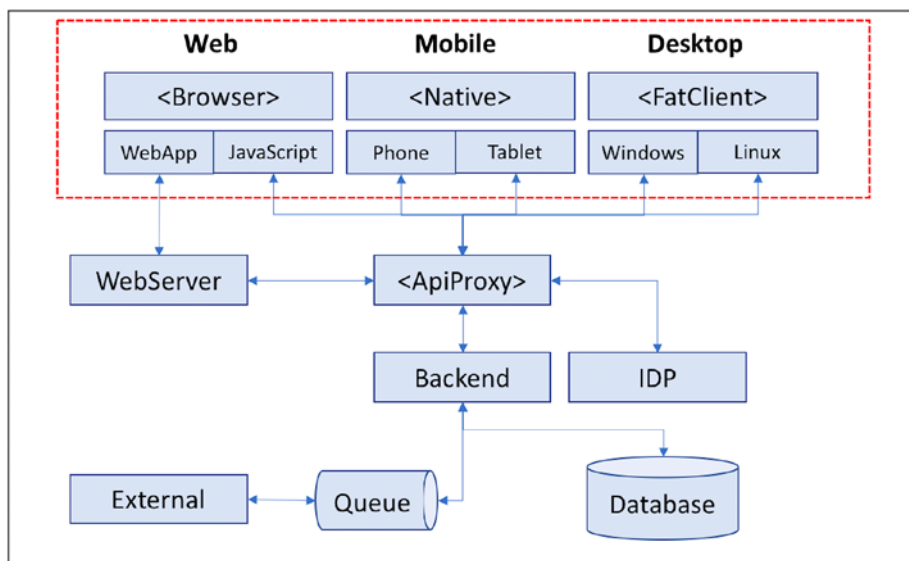 Web Mobile Desktop
<Browser> <Native> <FatClient>
WebApp JavaScript Phone Tablet Windows Linux
WebServer <ApiProxy>
Backend IDP
External Queue Database